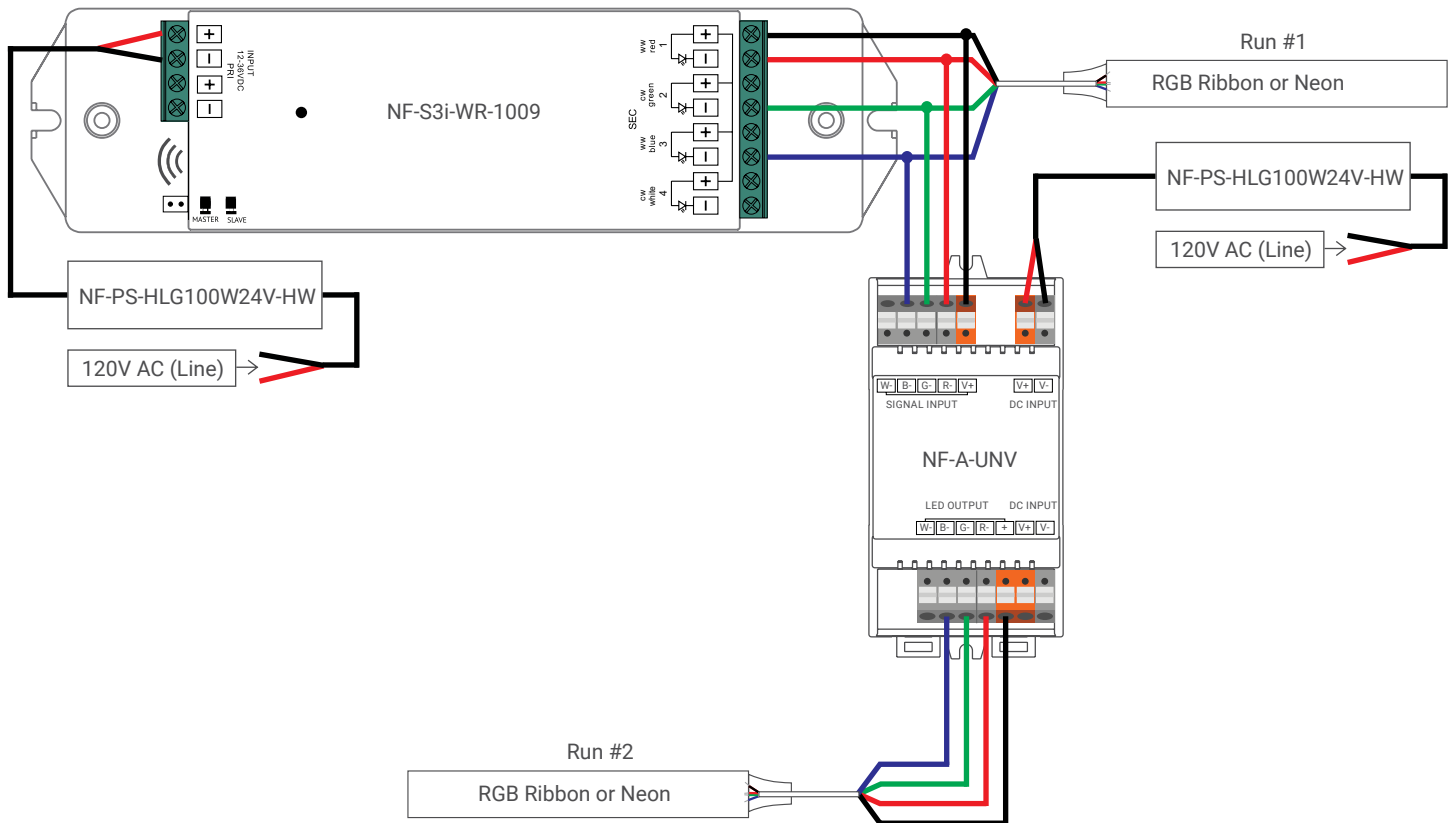 +
−
+
−
INPUT
12-36VDC
PRI
NF-S3i-WR-1009
MASTER
SLAVE
SEC
ww
red
1
+
−
cw
green
2
+
−
ww
blue
3
+
−
cw
white
4
+
−
Run #1
RGB Ribbon or Neon
NF-PS-HLG100W24V-HW
120V AC (Line)
NF-PS-HLG100W24V-HW
120V AC (Line)
W- B- G- R- V+
SIGNAL INPUT
V+ V-
DC INPUT
NF-A-UNV
LED OUTPUT
DC INPUT
W- B- G- R- + V+ V-
Run #2
RGB Ribbon or Neon